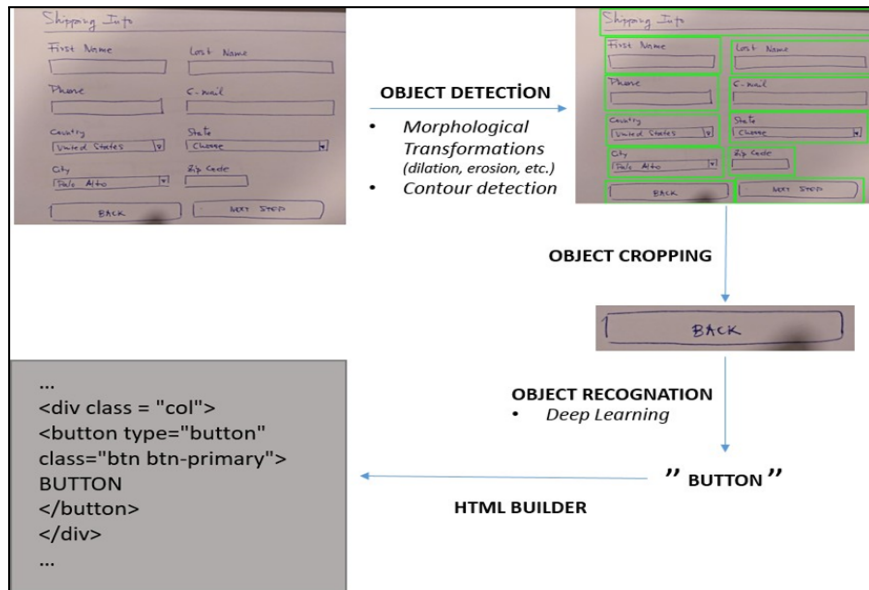 Shipping Info
First Name
Last Name
Phone
E-mail
Country
State
United States
Choose
City
Zip Code
Palo Alto
BACK
NEXT STOP
OBJECT DETECTİON
• Morphological
Transformations
(dilation, erosion, etc.)
• Contour detection
Shipping Info
First Name
Last Name
Phone
E-mail
Country
State
United States
Choose
City
Zip Code
Palo Alto
BACK
NEXT STOP
OBJECT CROPPING
BACK
OBJECT RECOGNATION
• Deep Learning
” BUTTON ”
HTML BUILDER
...
<div class = "col">
<button type="button"
class="btn btn-primary">
BUTTON
</button>
</div>
...